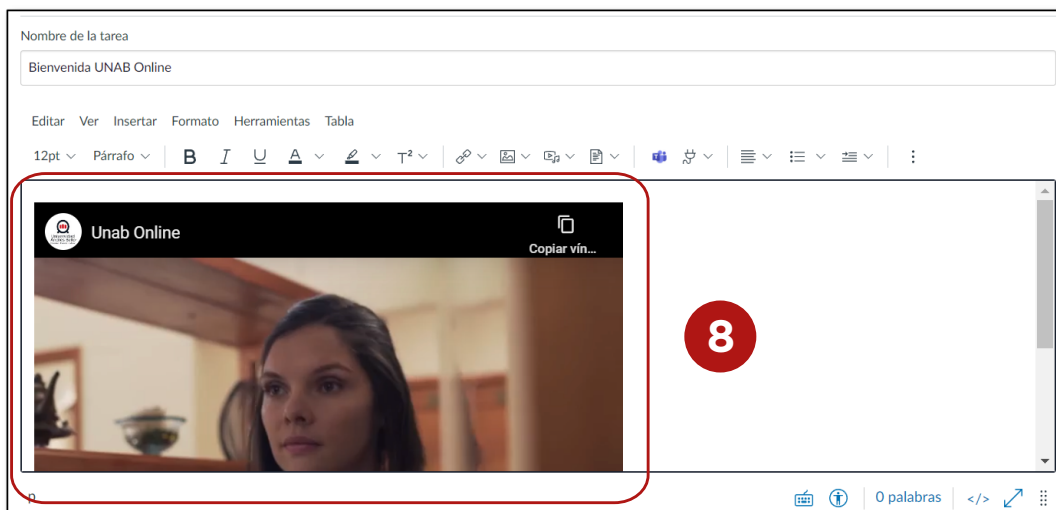 Nombre de la tarea
Bienvenida UNAB Online
Editar Ver Insertar Formato Herramientas Tabla
12pt Párrafo B I U A T²
Unab Online
Copiar vín...
8
p
0 palabras </>